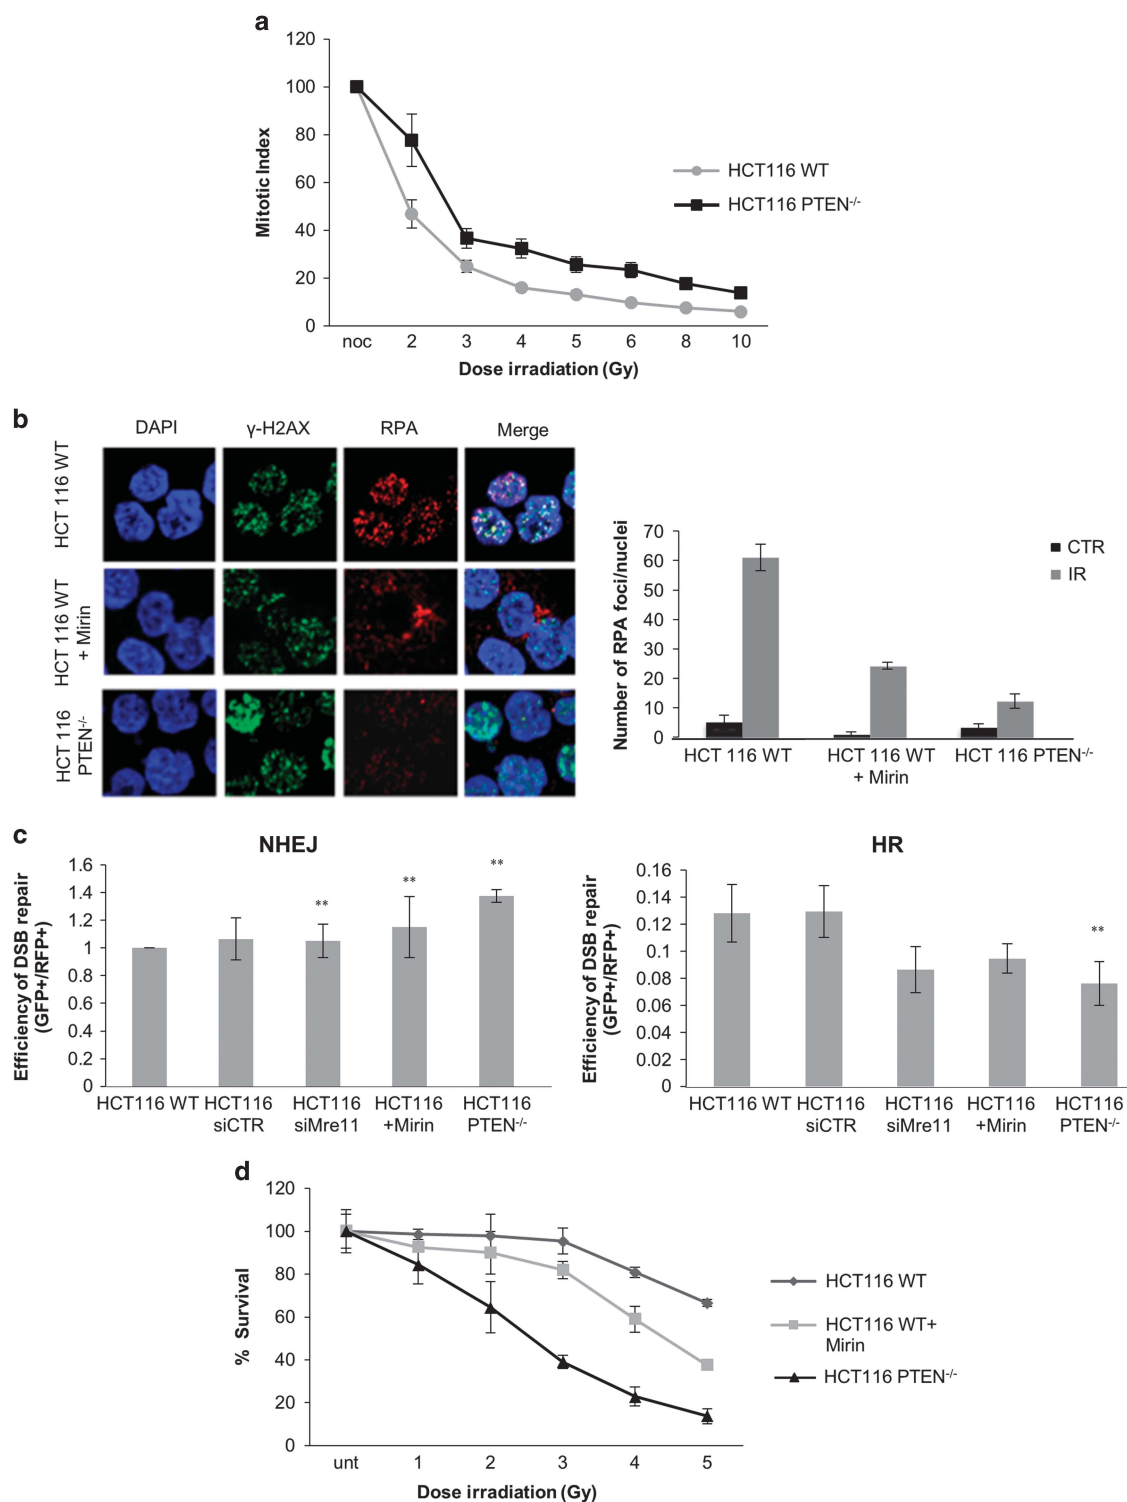 a
120
100
80
60
40
20
0
Mitotic Index
noc 2 3 4 5 6 8 10
Dose irradiation (Gy)
HCT116 WT
HCT116 PTEN-/-
b
DAPI γ-H2AX RPA Merge
HCT 116 WT
HCT 116 WT
+ Mirin
HCT 116
PTEN-/-
70
60
50
40
30
20
10
0
Number of RPA foci/nuclei
CTR
IR
HCT 116 WT HCT 116 WT HCT 116 PTEN-/-
+ Mirin
c
NHEJ
1.6
1.4
1.2
1
0.8
0.6
0.4
0.2
0
Efficiency of DSB repair
(GFP+/RFP+)
** ** **
HCT116 WT HCT116 HCT116 HCT116 HCT116
siCTR siMre11 +Mirin PTEN-/-
HR
0.16
0.14
0.12
0.1
0.08
0.06
0.04
0.02
0
Efficiency of DSB repair
(GFP+/RFP+)
**
HCT116 WT HCT116 HCT116 HCT116 HCT116
siCTR siMre11 +Mirin PTEN-/-
d
120
100
80
60
40
20
0
% Survival
unt 1 2 3 4 5
Dose irradiation (Gy)
HCT116 WT
HCT116 WT+
Mirin
HCT116 PTEN-/-